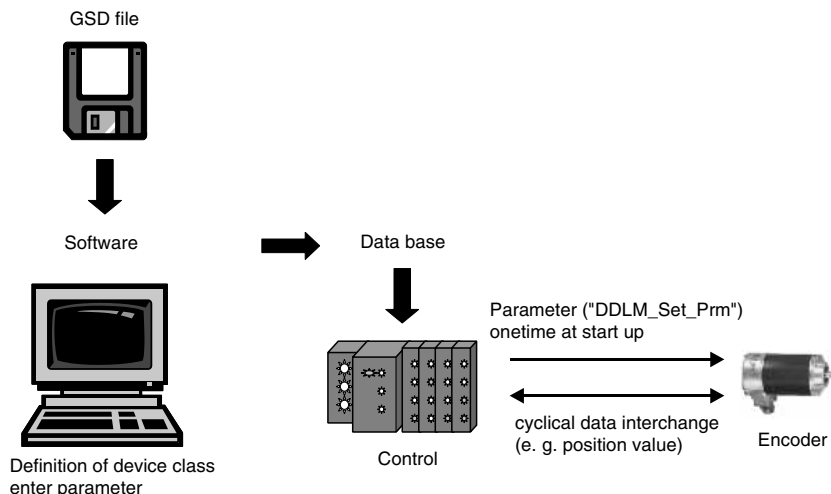 GSD file
Software
Data base
Parameter ("DDLM_Set_Prm")
onetime at start up
cyclical data interchange
(e. g. position value)
Encoder
Control
Definition of device class
enter parameter